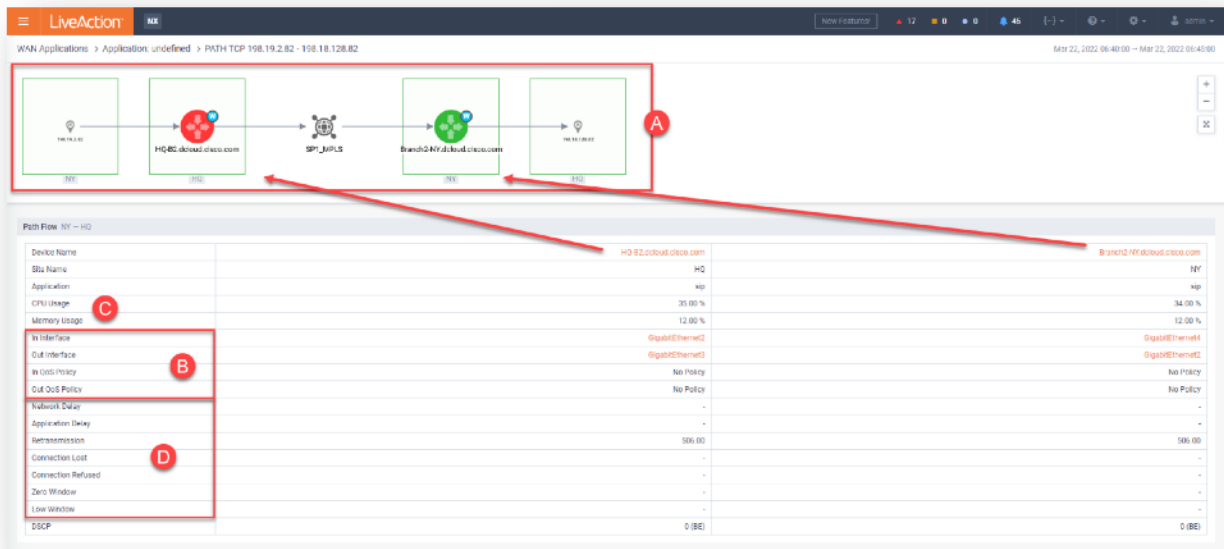 LiveAction NX New Features! 17 0 0 46 admin
WAN Applications > Application: undefined > PATH TCP 198.19.2.82 - 198.18.128.82 Mar 22, 2022 06:40:00 — Mar 22, 2022 06:45:00
A
HQ-B2.dcloud.cisco.com SP1_MPLS Branch2-NY.dcloud.cisco.com
NY HQ NY HQ
Path Flow NY — HQ
Device Name HQ-B2.dcloud.cisco.com Branch2-NY.dcloud.cisco.com
Site Name HQ NY
Application sip sip
CPU Usage 35.00 % 34.00 %
C
Memory Usage 12.00 % 12.00 %
In Interface GigabitEthernet2 GigabitEthernet4
Out Interface GigabitEthernet3 GigabitEthernet2
B
In QoS Policy No Policy No Policy
Out QoS Policy No Policy No Policy
Network Delay - -
Application Delay - -
Retransmission 506.00 506.00
Connection Lost - -
D
Connection Refused - -
Zero Window - -
Low Window - -
DSCP 0 (BE) 0 (BE)